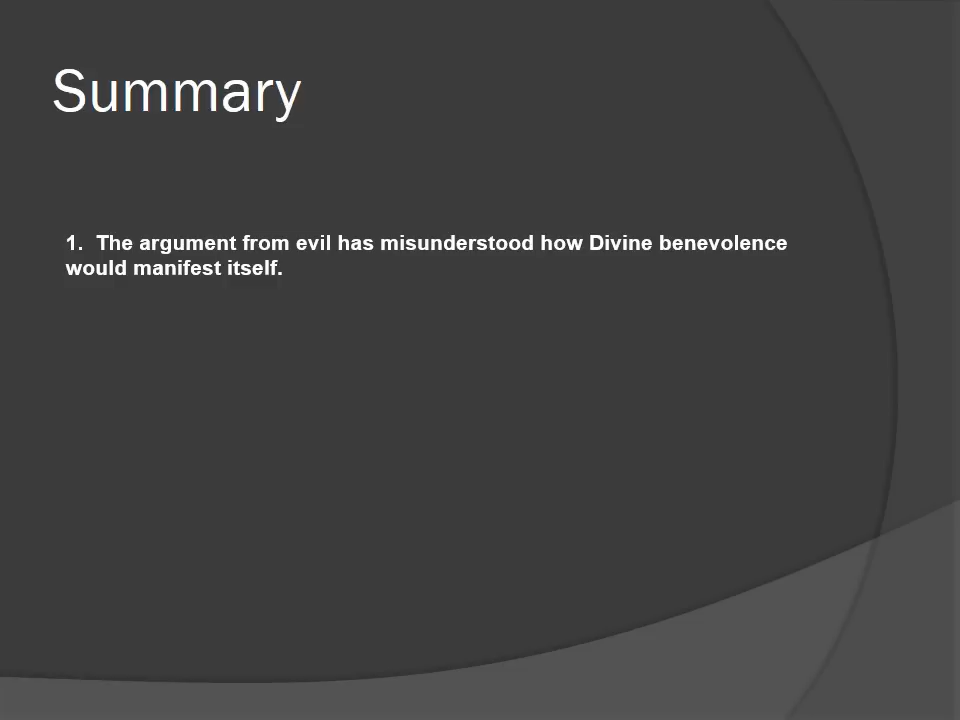 Summary
1. The argument from evil has misunderstood how Divine benevolence
would manifest itself.